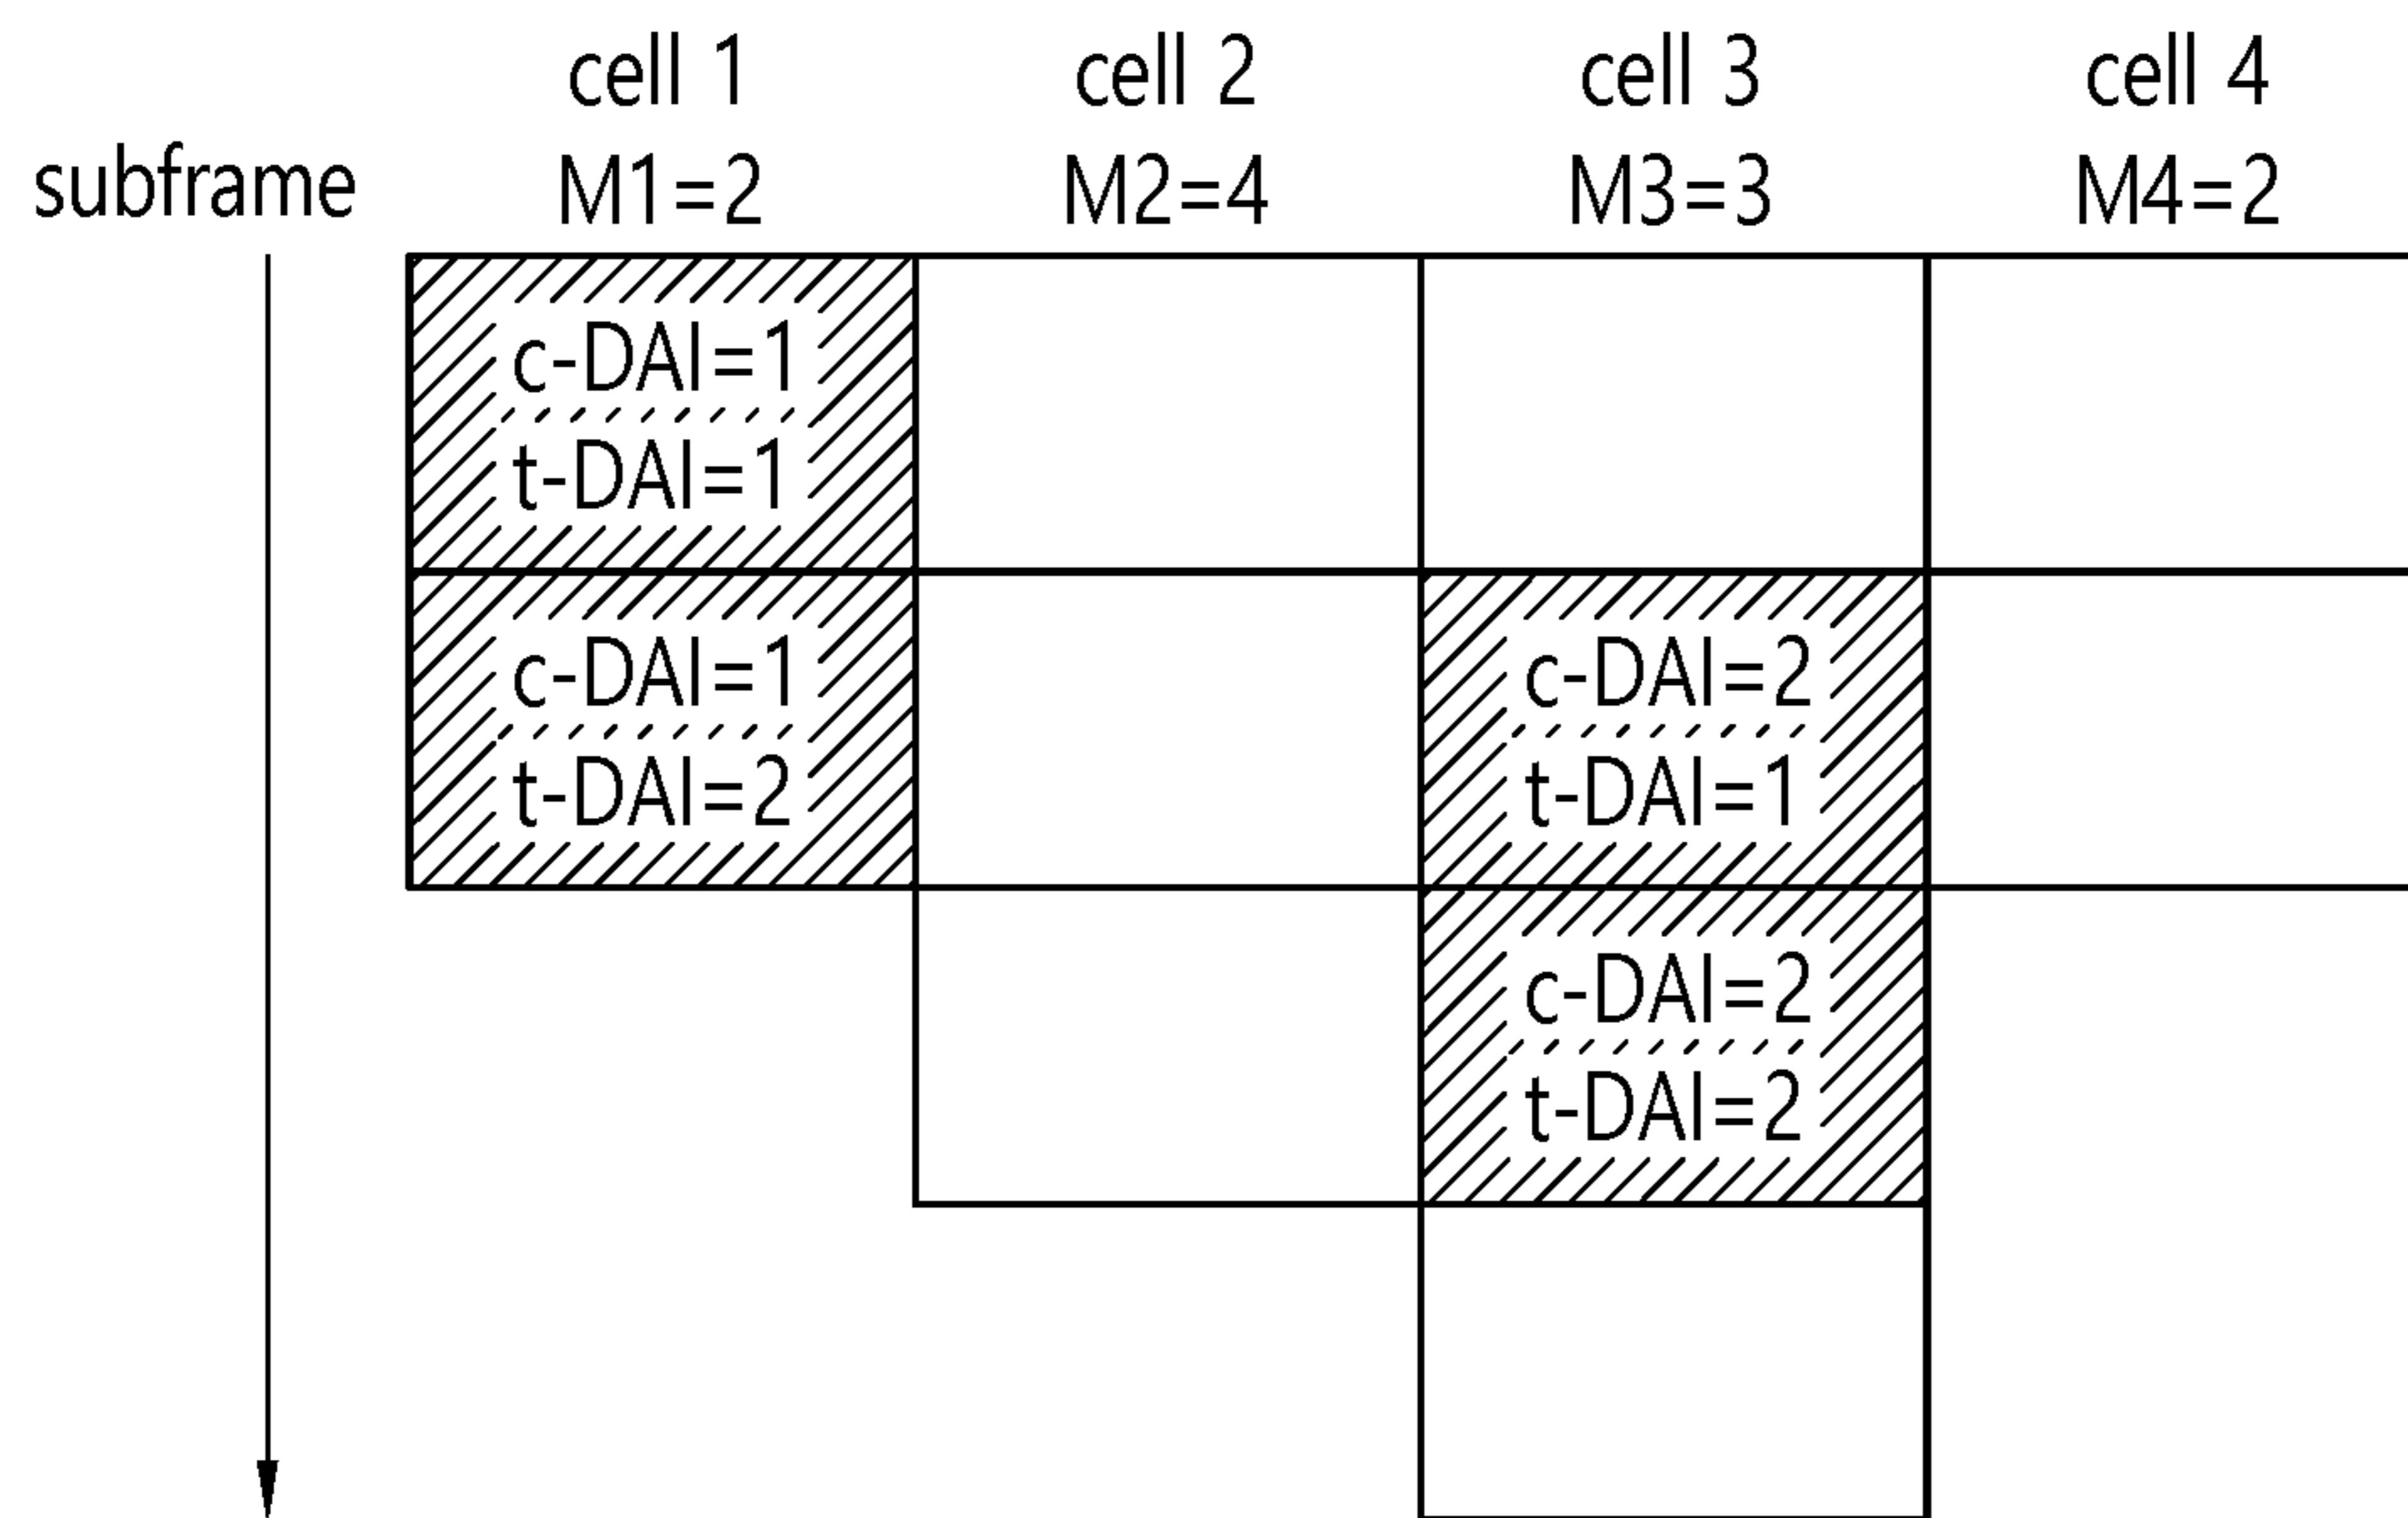 cell 1 cell 2 cell 3 cell 4
subframe M1=2 M2=4 M3=3 M4=2
c-DAI=1
t-DAI=1
c-DAI=1 c-DAI=2
t-DAI=2 t-DAI=1
c-DAI=2
t-DAI=2